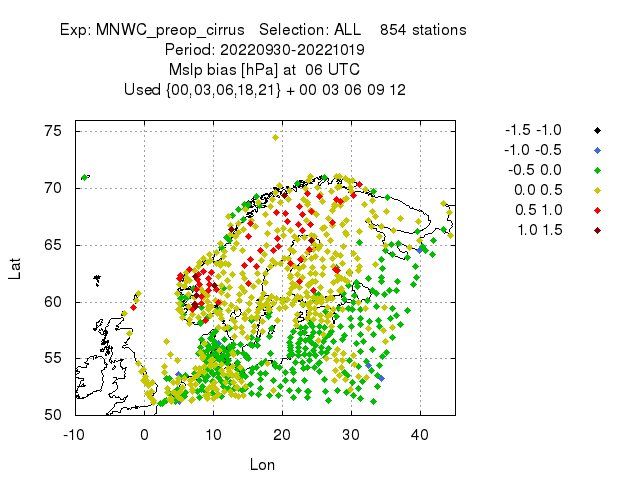 Exp: MNWC_preop_cirrus   Selection: ALL    854 stations
Period: 20220930-20221019
Mslp bias [hPa] at  06 UTC
Used {00,03,06,18,21} + 00 03 06 09 12
75
70
65
60
55
50
Lat
-10 0 10 20 30 40
Lon
-1.5 -1.0
-1.0 -0.5
-0.5 0.0
0.0 0.5
0.5 1.0
1.0 1.5